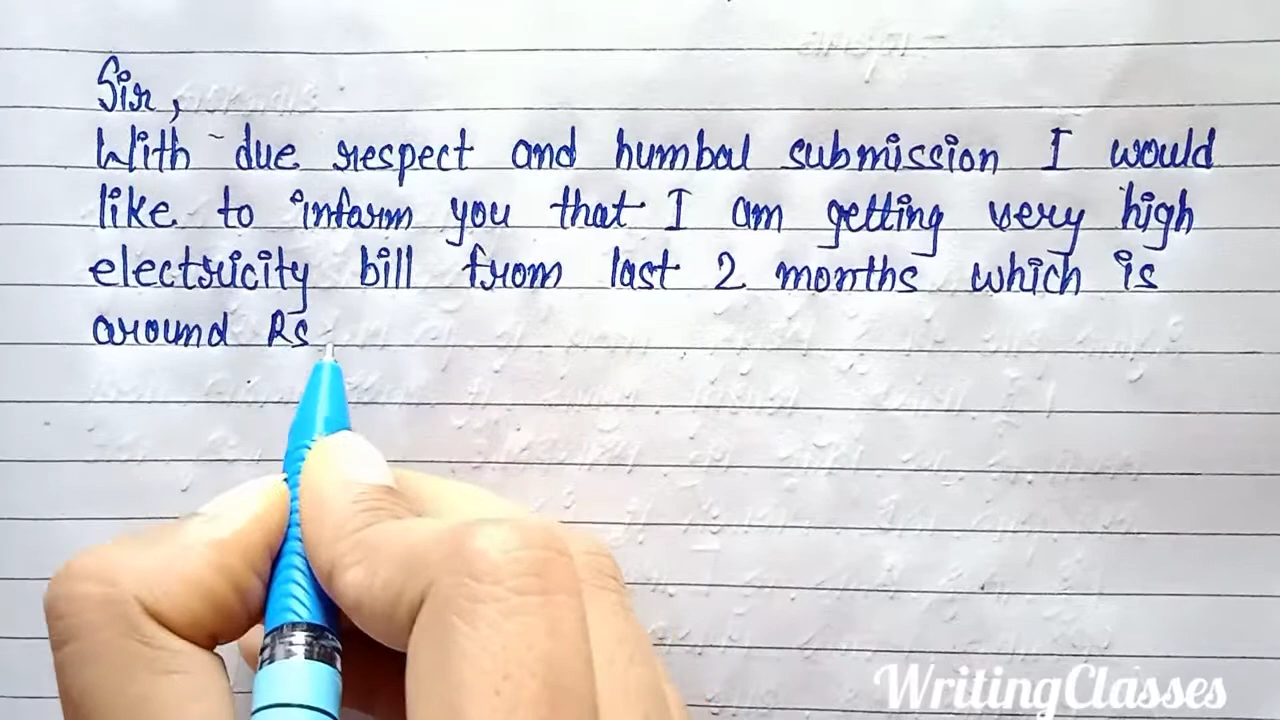 Sir,
With due respect and humbal submission I would
like to inform you that I am getting very high
electricity bill from last 2 months which is
around Rs
WritingClasses